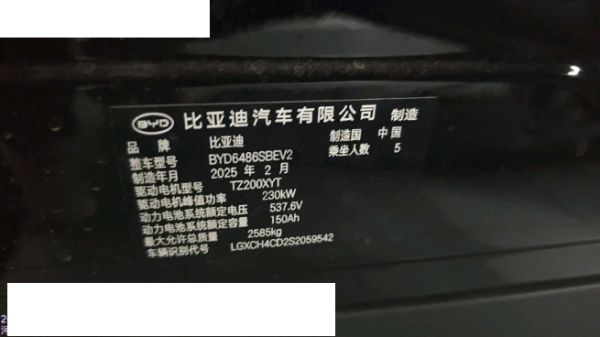 BYD 比亚迪汽车有限公司 制造
品牌 比亚迪 制造国 中国
整车型号 BYD6486SBEV2 乘坐人数 5
制造年月 2025 年 2 月
驱动电机型号 TZ200XYT
驱动电机峰值功率 230kW
动力电池系统额定电压 537.6V
动力电池系统额定容量 150Ah
最大允许总质量 2585kg
车辆识别代号 LGXCH4CD2S2059542